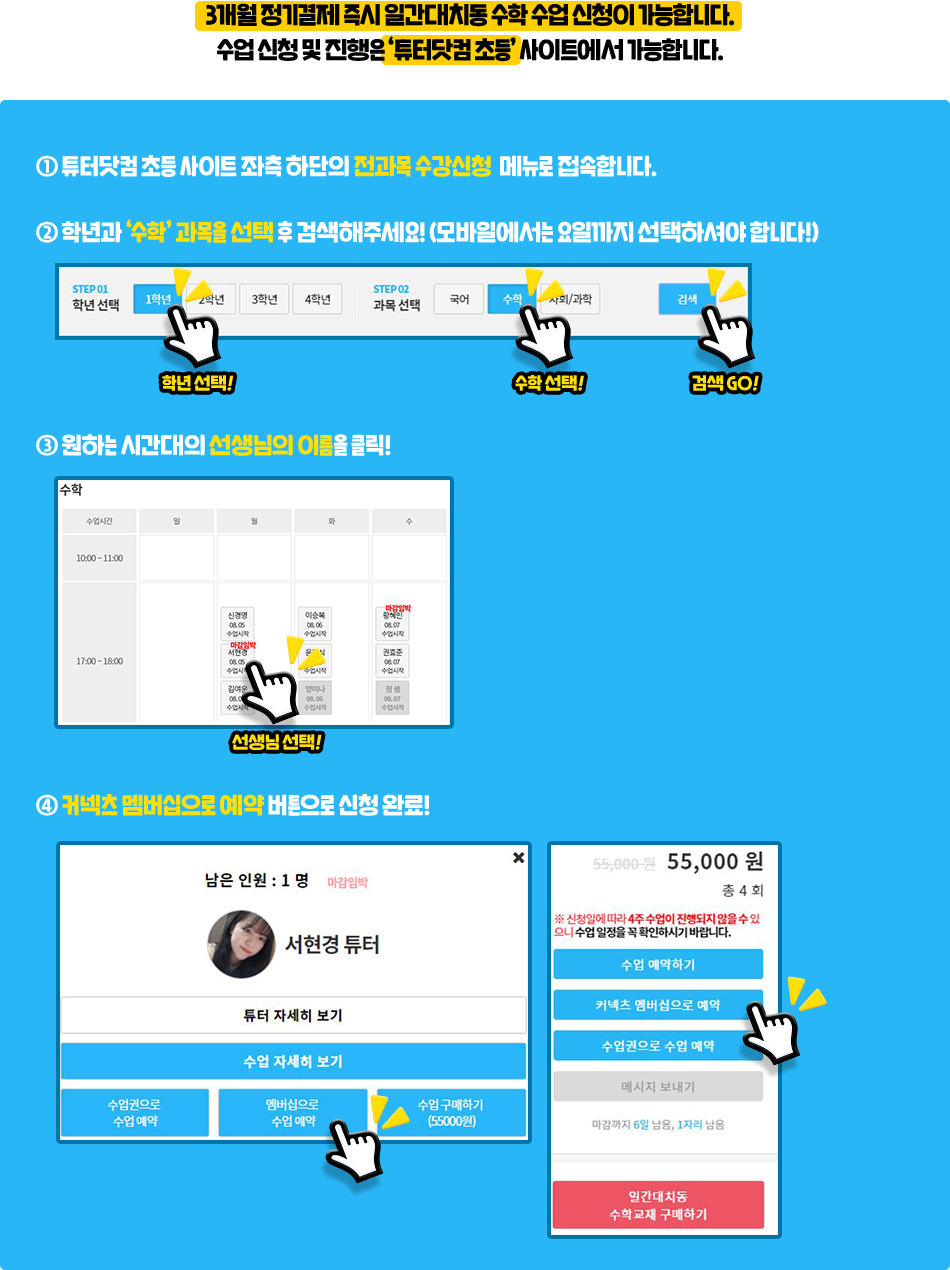 3개월 정기결제 즉시 일간대치동 수학 수업 신청이 가능합니다.
수업 신청 및 진행은 '튜터닷컴 초등' 사이트에서 가능합니다.
① 튜터닷컴 초등 사이트 좌측 하단의 전과목 수강신청 메뉴로 접속합니다.
② 학년과 '수학' 과목을 선택 후 검색해주세요! (모바일에서는 요일까지 선택하셔야 합니다!)
STEP 01
학년 선택
1학년
2학년
3학년
4학년
STEP 02
과목 선택
국어
수학
사회/과학
검색
학년 선택!
수학 선택!
검색 GO!
③ 원하는 시간대의 선생님의 이름을 클릭!
수학
수업시간 일 월 화 수
10:00 ~ 11:00
17:00 ~ 18:00
신경영
08.05
수업시작
이승복
08.06
수업시작
마감임박
황혜민
08.07
수업시작
마감임박
서현경
08.05
수업시작
수업시작
권효준
08.07
수업시작
김여운
양미나
08.06
수업시작
정샘
08.07
수업시작
선생님 선택!
④ 커넥츠 멤버십으로 예약 버튼으로 신청 완료!
남은 인원 : 1 명 마감임박
서현경 튜터
튜터 자세히 보기
수업 자세히 보기
수업권으로
수업 예약
멤버십으로
수업 예약
수업 구매하기
(55000원)
55,000 원 55,000 원
총 4 회
※ 신청일에 따라 4주 수업이 진행되지 않을 수 있
으니 수업 일정을 꼭 확인하시기 바랍니다.
수업 예약하기
커넥츠 멤버십으로 예약
수업권으로 수업 예약
메시지 보내기
마감까지 6일 남음, 1자리 남음
일간대치동
수학교재 구매하기